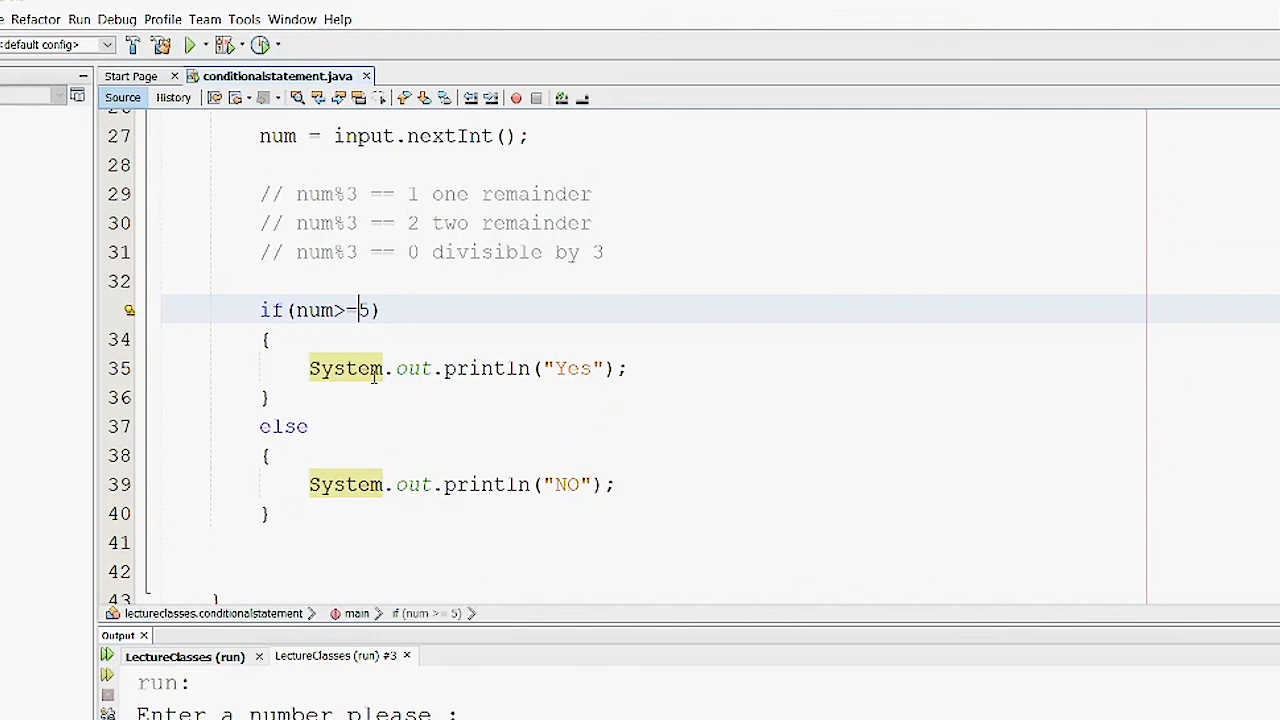 Refactor Run Debug Profile Team Tools Window Help
<default config>
Start Page conditionalstatement.java
Source History
27 num = input.nextInt();
28
29 // num%3 == 1 one remainder
30 // num%3 == 2 two remainder
31 // num%3 == 0 divisible by 3
32
if(num>=5)
34 {
35 System.out.println("Yes");
36 }
37 else
38 {
39 System.out.println("NO");
40 }
41
42
43 }
lectureclasses.conditionalstatement main if (num >= 5)
Output
LectureClasses (run) LectureClasses (run) #3
run:
Enter a number please :